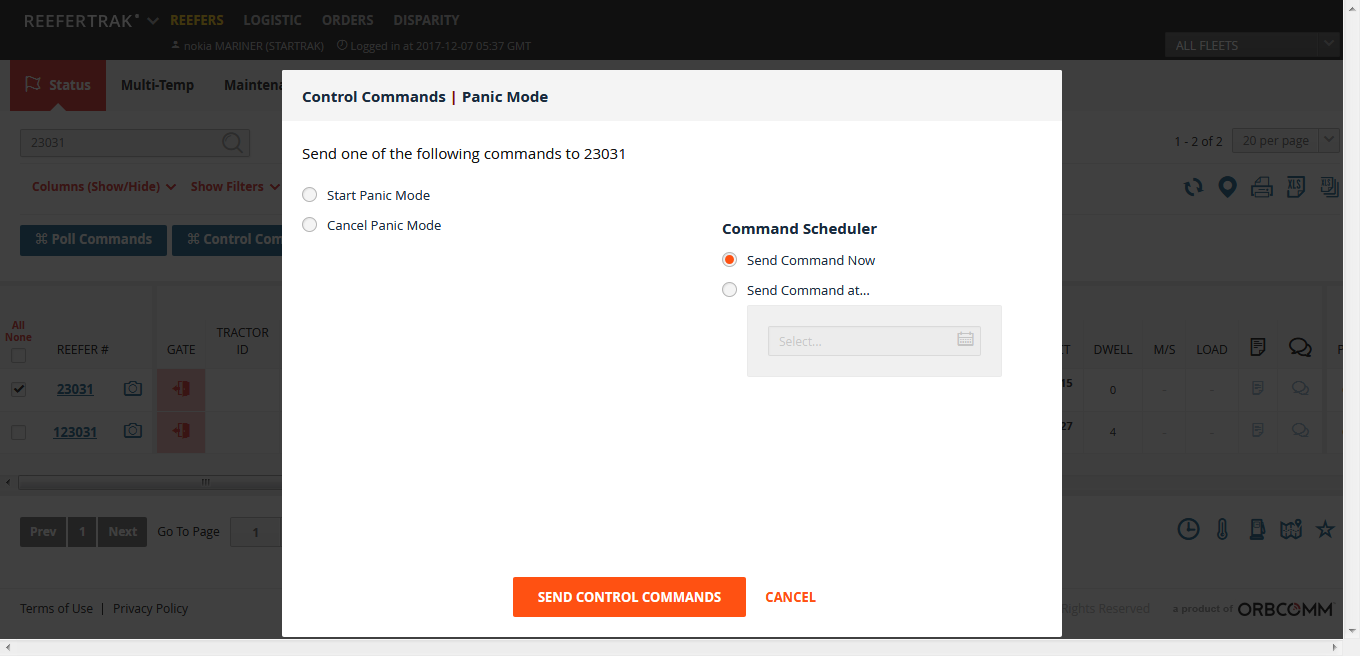 REEFERTRAK REEFERS LOGISTIC ORDERS DISPARITY
nokia MARINER (STARTRAK) Logged in at 2017-12-07 05:37 GMT
ALL FLEETS
Status Multi-Temp
Control Commands | Panic Mode
23031
1 - 2 of 2 20 per page
Send one of the following commands to 23031
Columns (Show/Hide) Show Filters
XLS XLS
Start Panic Mode
Cancel Panic Mode
Poll Commands Control Com
Command Scheduler
Send Command Now
Send Command at...
Select...
All
None
REEFER # GATE TRACTOR
ID
DWELL M/S LOAD
23031 15 0 - -
123031 27 4 - -
Prev 1 Next Go To Page 1
SEND CONTROL COMMANDS CANCEL
Terms of Use | Privacy Policy
Rights Reserved a product of ORBCOMM